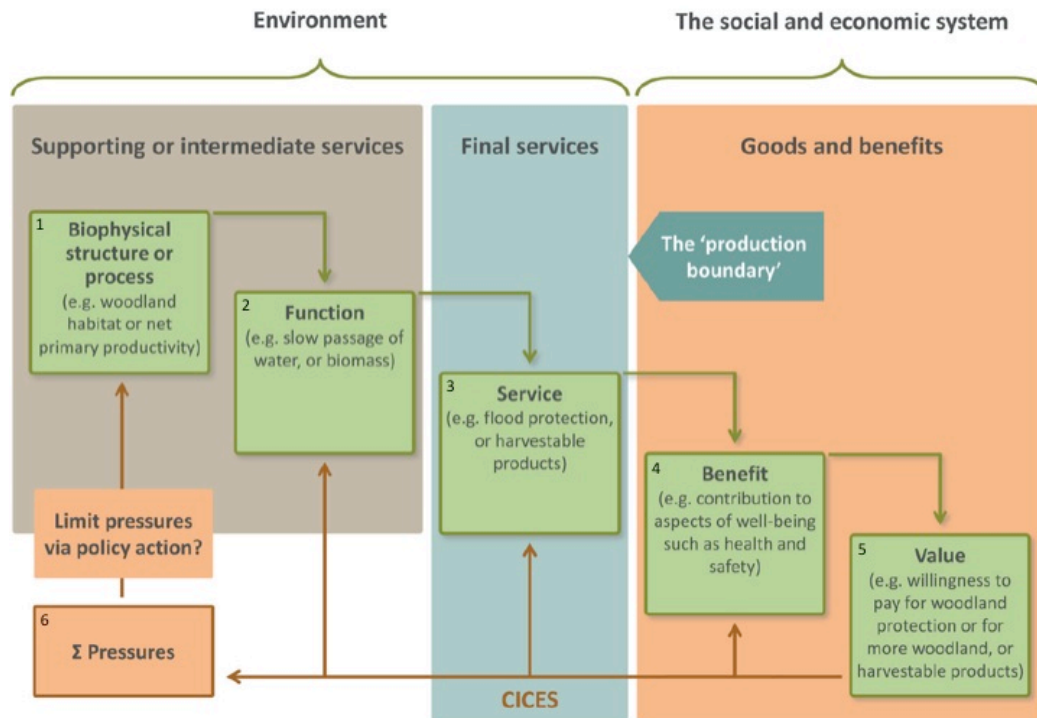 Environment
The social and economic system
Supporting or intermediate services
Final services
Goods and benefits
1
Biophysical
structure or
process
(e.g. woodland
habitat or net
primary productivity)
The ‘production
boundary’
2
Function
(e.g. slow passage of
water, or biomass)
3
Service
(e.g. flood protection,
or harvestable
products)
4
Benefit
(e.g. contribution to
aspects of well-being
such as health and
safety)
Limit pressures
via policy action?
5
Value
(e.g. willingness to
pay for woodland
protection or for
more woodland, or
harvestable products)
6
Σ Pressures
CICES